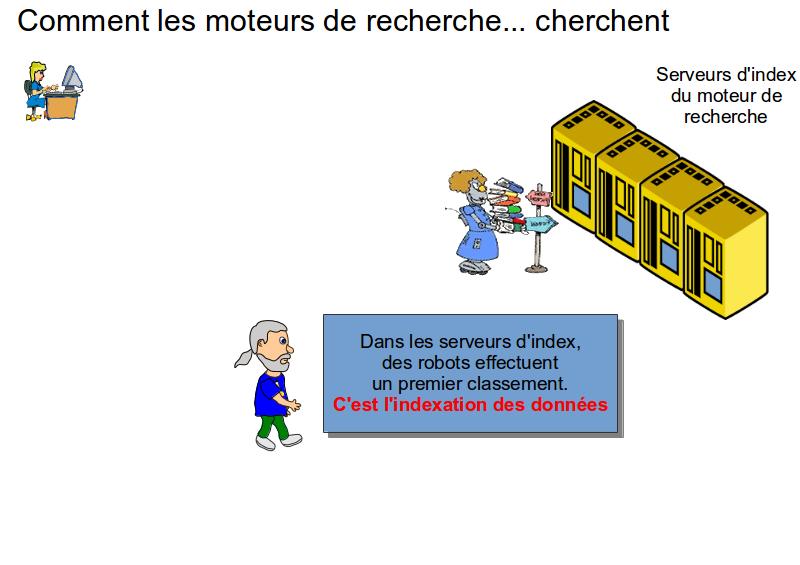 Comment les moteurs de recherche... cherchent
Serveurs d'index
du moteur de
recherche
Dans les serveurs d'index,
des robots effectuent
un premier classement.
C'est l'indexation des données